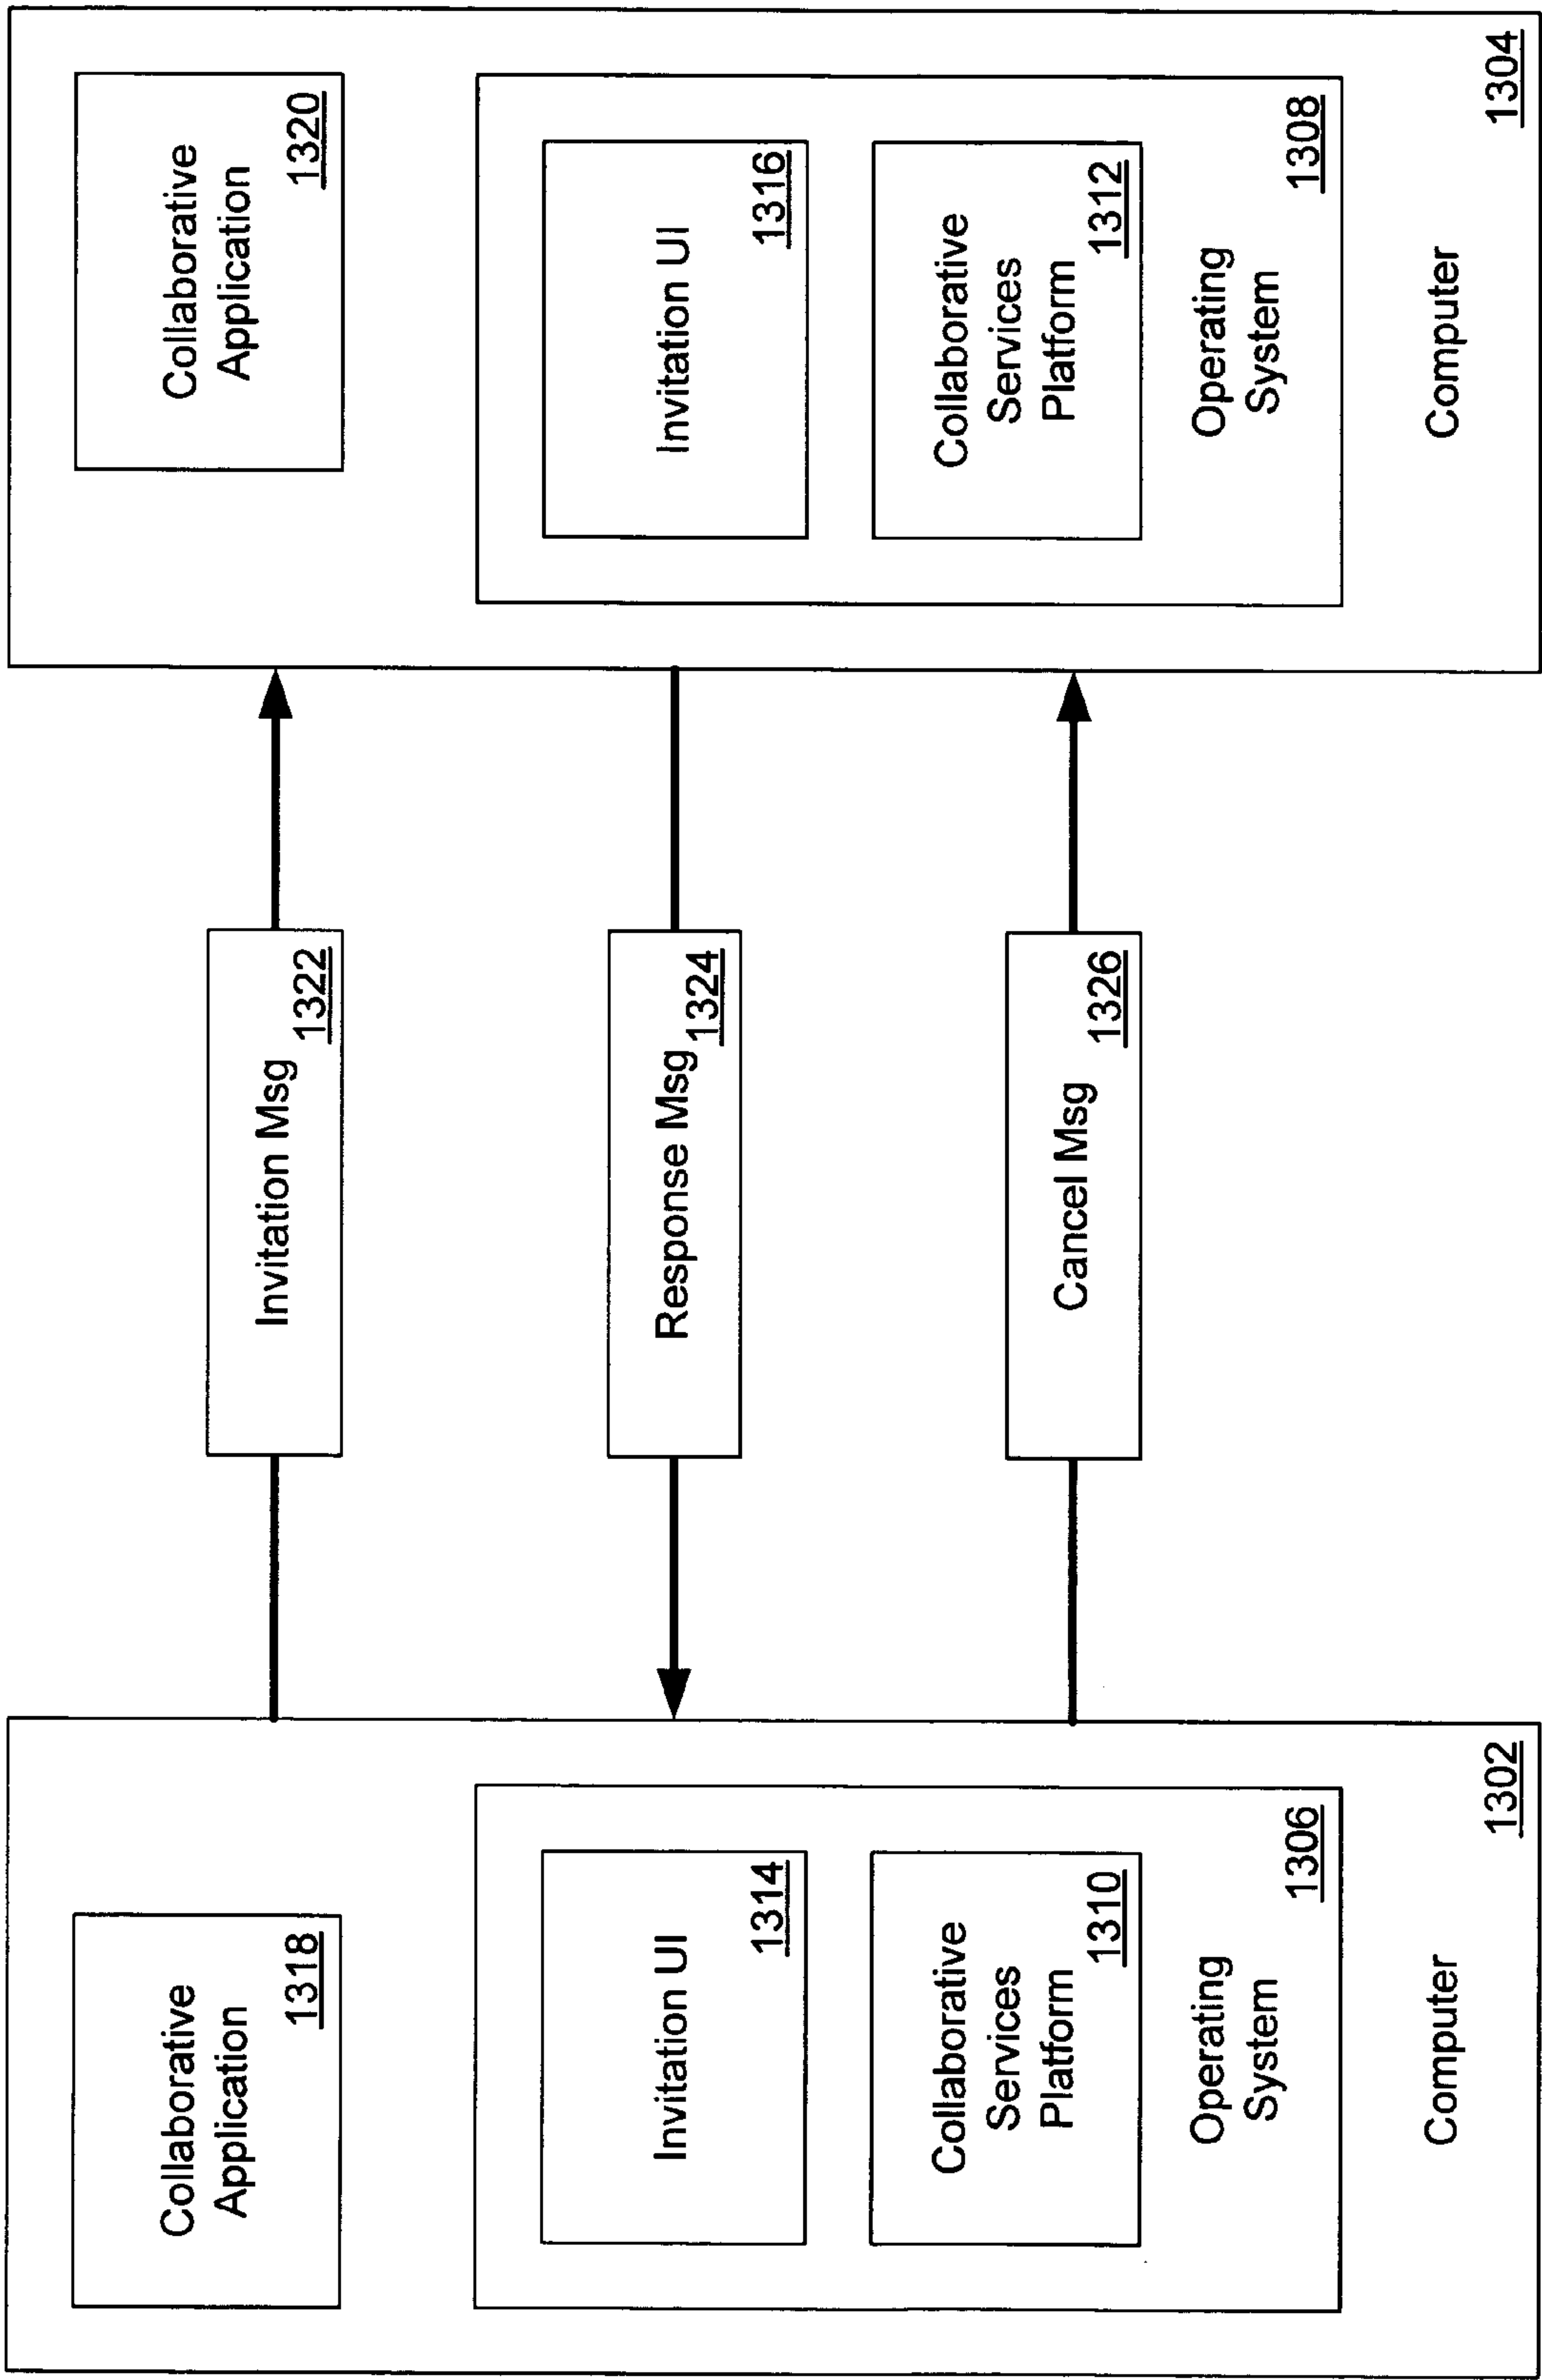 Collaborative
Application
1318
Invitation UI
1314
Collaborative
Services
Platform
1310
Operating
System
1306
Computer
1302
Invitation Msg
1322
Response Msg
1324
Cancel Msg
1326
Collaborative
Application
1320
Invitation UI
1316
Collaborative
Services
Platform
1312
Operating
System
1308
Computer
1304